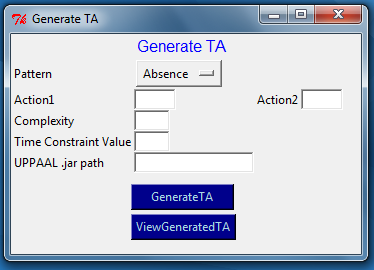 Generate TA
Generate TA
Pattern Absence
Action1 Action2
Complexity
Time Constraint Value
UPPAAL .jar path
GenerateTA
ViewGeneratedTA